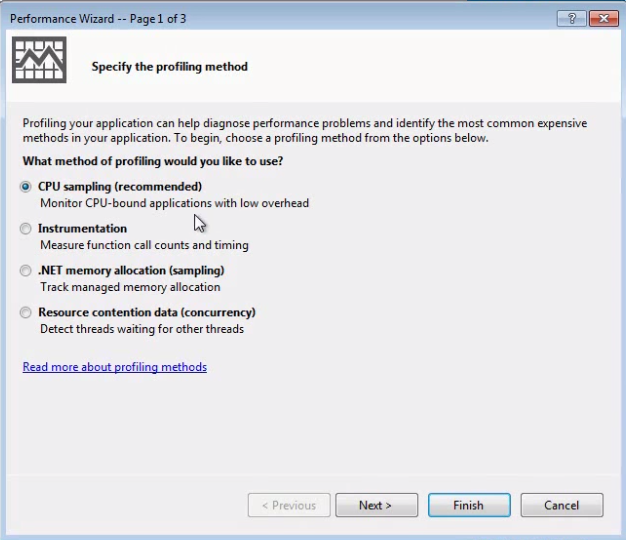 Performance Wizard -- Page 1 of 3
?
Specify the profiling method
Profiling your application can help diagnose performance problems and identify the most common expensive
methods in your application. To begin, choose a profiling method from the options below.
What method of profiling would you like to use?
CPU sampling (recommended)
Monitor CPU-bound applications with low overhead
Instrumentation
Measure function call counts and timing
.NET memory allocation (sampling)
Track managed memory allocation
Resource contention data (concurrency)
Detect threads waiting for other threads
Read more about profiling methods
< Previous Next > Finish Cancel